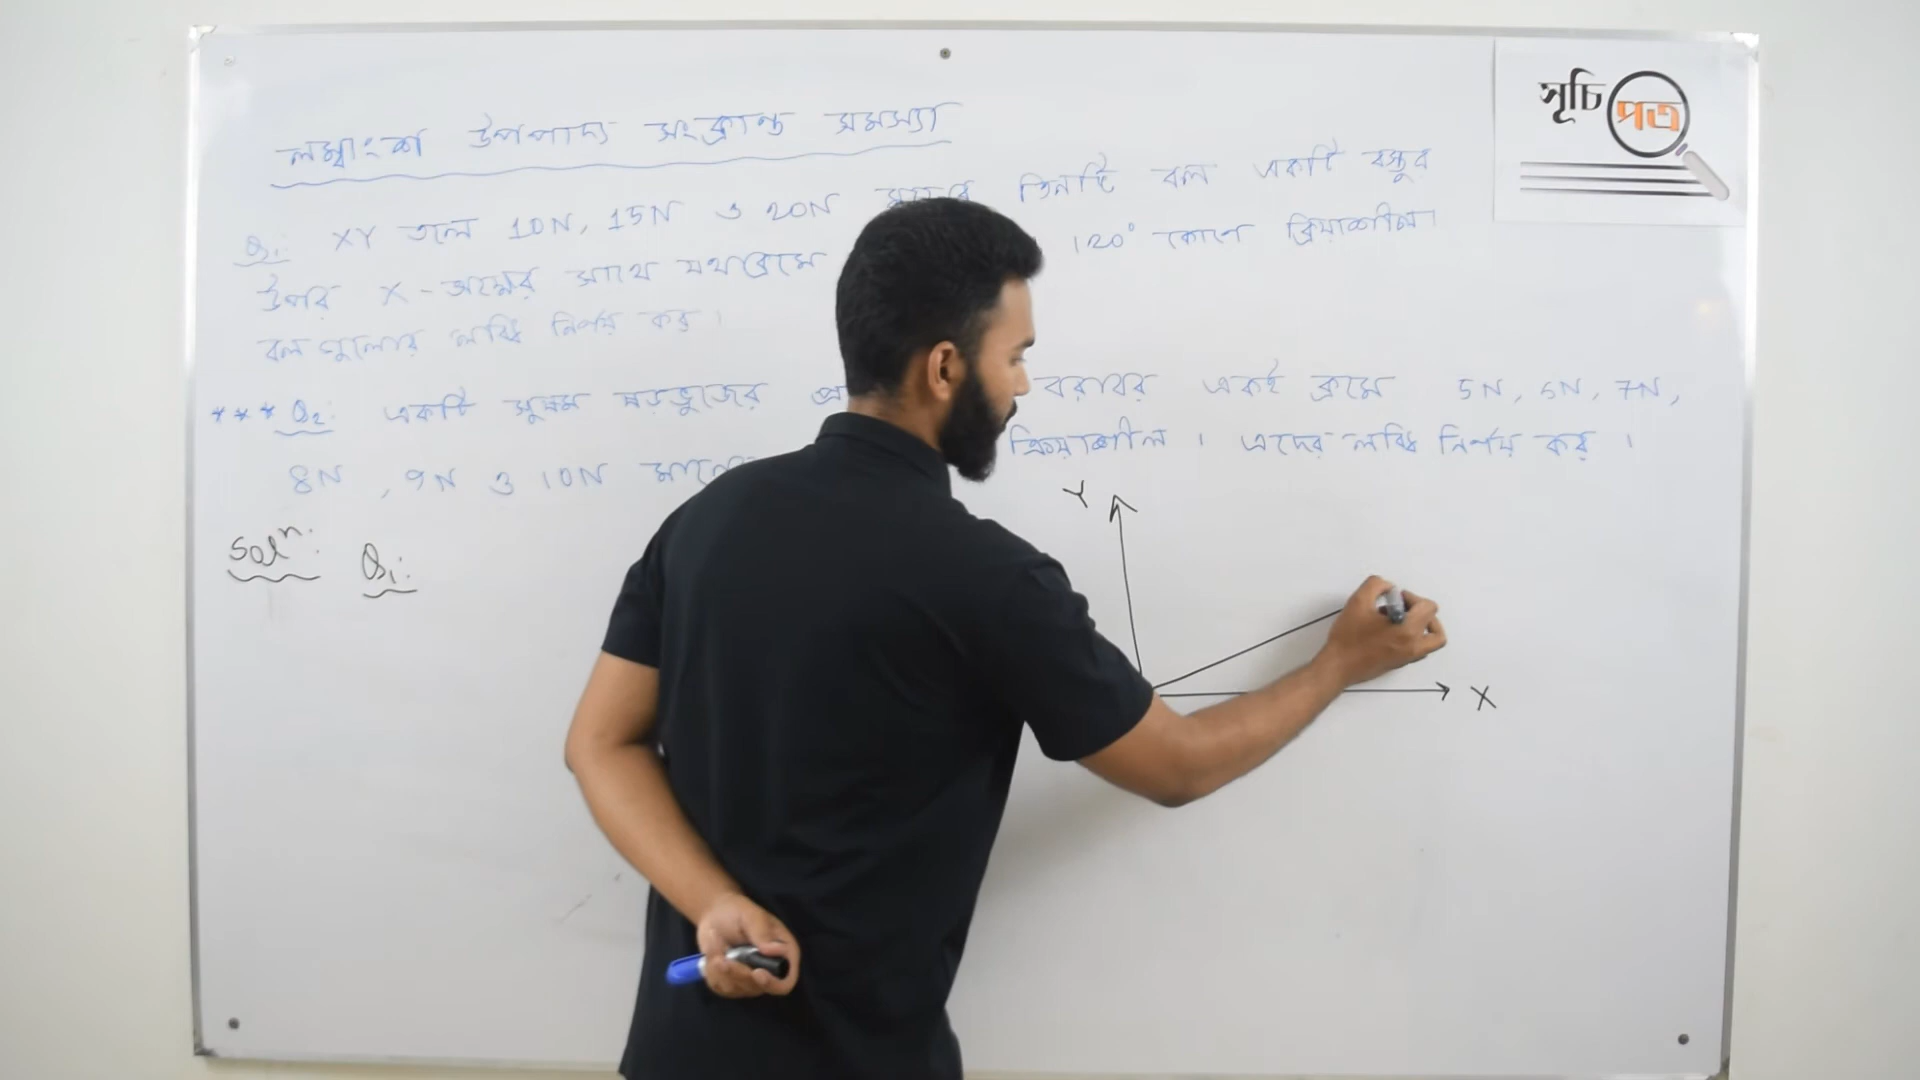 লম্বাংশ উপপাদ্য সংক্রান্ত সমস্যা
সূচিপত্র
Q₁: XY তলে 10N, 15N ও 20N তিনটি বল একটি বস্তুর
উপর X-অক্ষের সাথে যথাক্রমে 120° কোণে ক্রিয়াশীল।
বলগুলোর লব্ধি নির্ণয় কর।
*** Q₂: একটি সুষম ষড়ভুজের বরাবর একই ক্রমে 5N, 6N, 7N,
8N, 9N ও 10N ক্রিয়াশীল। এদের লব্ধি নির্ণয় কর।
Solⁿ: Q₁:
Y
X